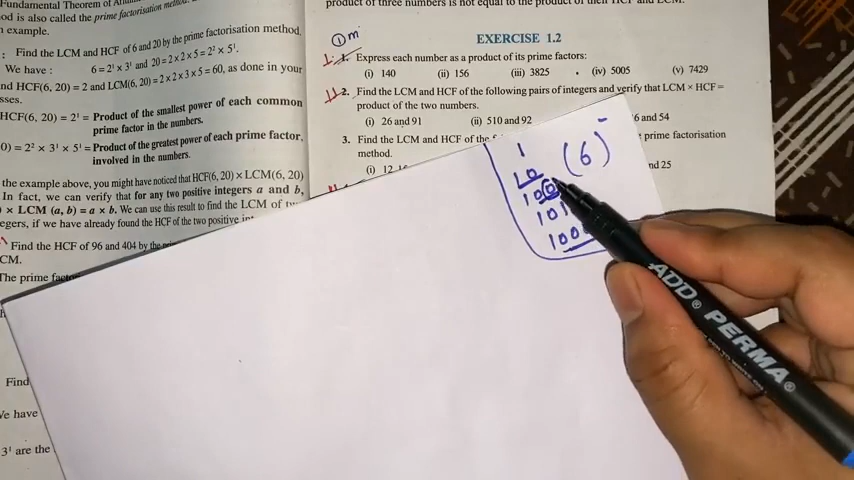 Fundamental Theorem of
od is also called the prime factorisation method.
n example.
: Find the LCM and HCF of 6 and 20 by the prime factorisation method.
We have : 6 = 2¹ × 3¹ and 20 = 2 × 2 × 5 = 2² × 5¹.
nd HCF(6, 20) = 2 and LCM(6, 20) = 2 × 2 × 3 × 5 = 60, as done in your
sses.
HCF(6, 20) = 2¹ = Product of the smallest power of each common
prime factor in the numbers.
0) = 2² × 3¹ × 5¹ = Product of the greatest power of each prime factor,
involved in the numbers.
the example above, you might have noticed that HCF(6, 20) × LCM(6, 20)
In fact, we can verify that for any two positive integers a and b,
× LCM (a, b) = a × b. We can use this result to find the LCM of
egers, if we have already found the HCF of the two positive
Find the HCF of 96 and 404 by the
CM.
The prime
Find
We have
3¹ are the
product of three numbers is not equal to the product of their HCF and LCM.
EXERCISE 1.2
① m
1. Express each number as a product of its prime factors:
(i) 140 (ii) 156 (iii) 3825 (iv) 5005 (v) 7429
2. Find the LCM and HCF of the following pairs of integers and verify that LCM × HCF =
product of the two numbers.
(i) 26 and 91 (ii) 510 and 92 6 and 54
3. Find the LCM and HCF of the prime factorisation
method.
(i) 12, nd 25
1
10 (6)
100
10
100
ADD PERMA